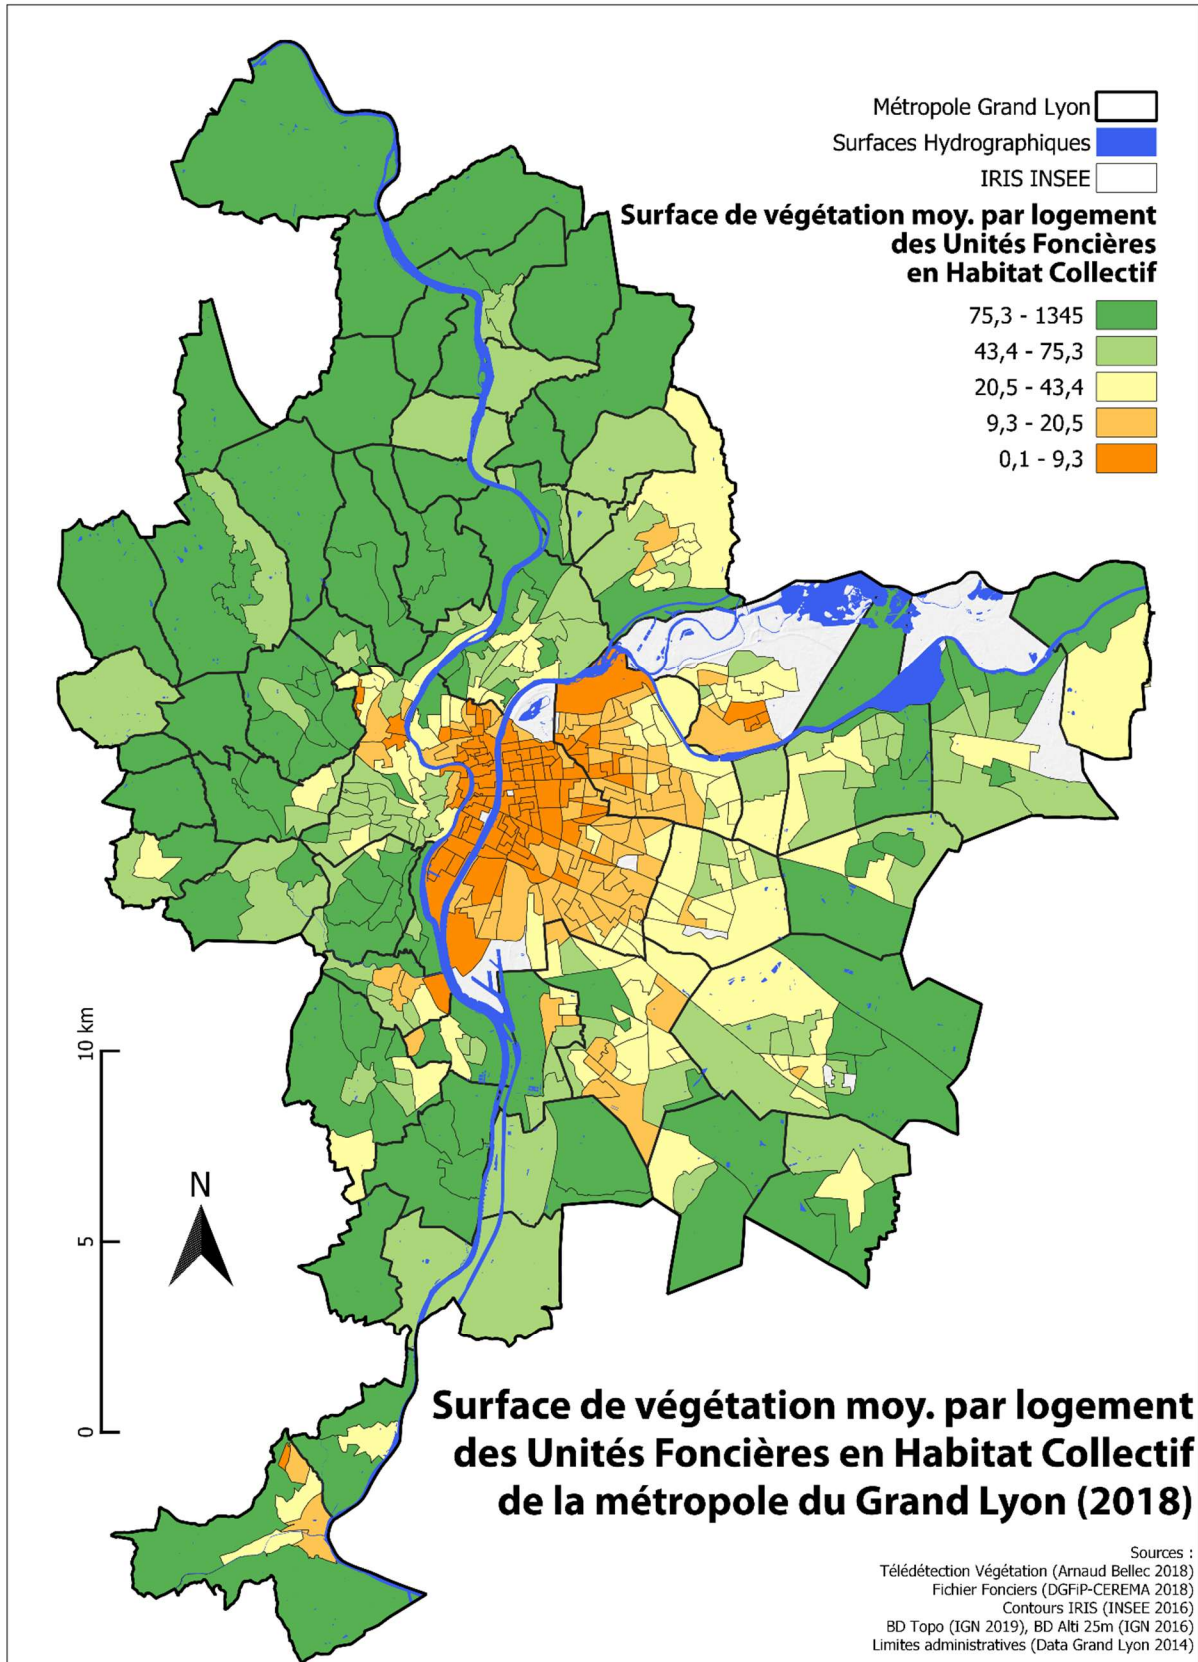 Métropole Grand Lyon
Surfaces Hydrographiques
IRIS INSEE
Surface de végétation moy. par logement
des Unités Foncières
en Habitat Collectif
75,3 - 1345
43,4 - 75,3
20,5 - 43,4
9,3 - 20,5
0,1 - 9,3
10 km
5
0
N
Surface de végétation moy. par logement
des Unités Foncières en Habitat Collectif
de la métropole du Grand Lyon (2018)
Sources :
Télédétection Végétation (Arnaud Bellec 2018)
Fichier Fonciers (DGFiP-CEREMA 2018)
Contours IRIS (INSEE 2016)
BD Topo (IGN 2019), BD Alti 25m (IGN 2016)
Limites administratives (Data Grand Lyon 2014)